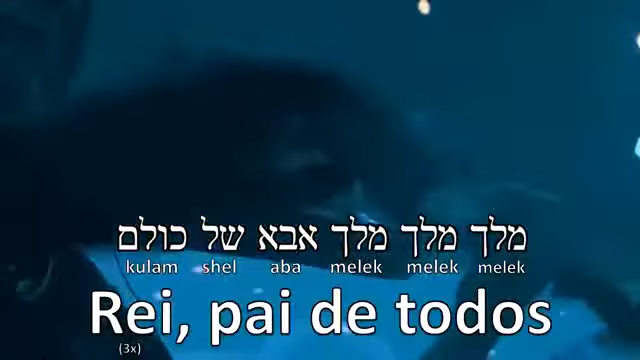 מלך מלך מלך אבא של כולם
kulam shel aba melek melek melek
Rei, pai de todos
(3x)